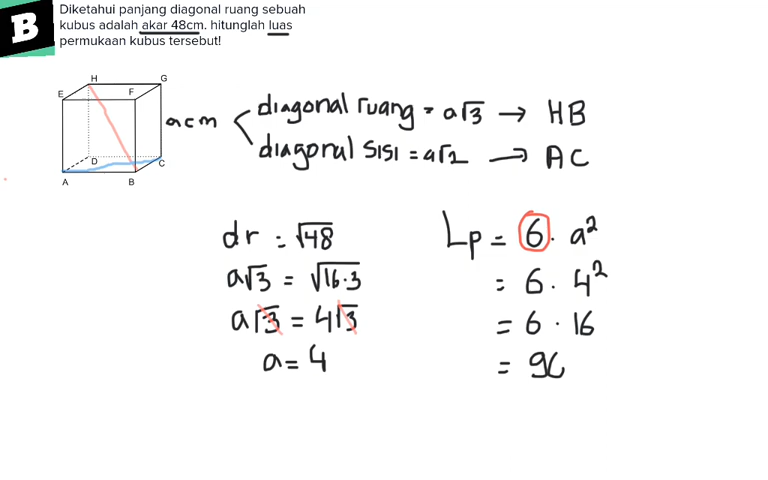 B
Diketahui panjang diagonal ruang sebuah
kubus adalah akar 48cm. hitunglah luas
permukaan kubus tersebut!
H G
E F
D C
A B
a cm
diagonal ruang = a√3 → HB
diagonal sisi = a√2 → AC
dr = √48
a√3 = √16·3
a√3 = 4√3
a = 4
Lp = 6 · a²
= 6 · 4²
= 6 · 16
= 96